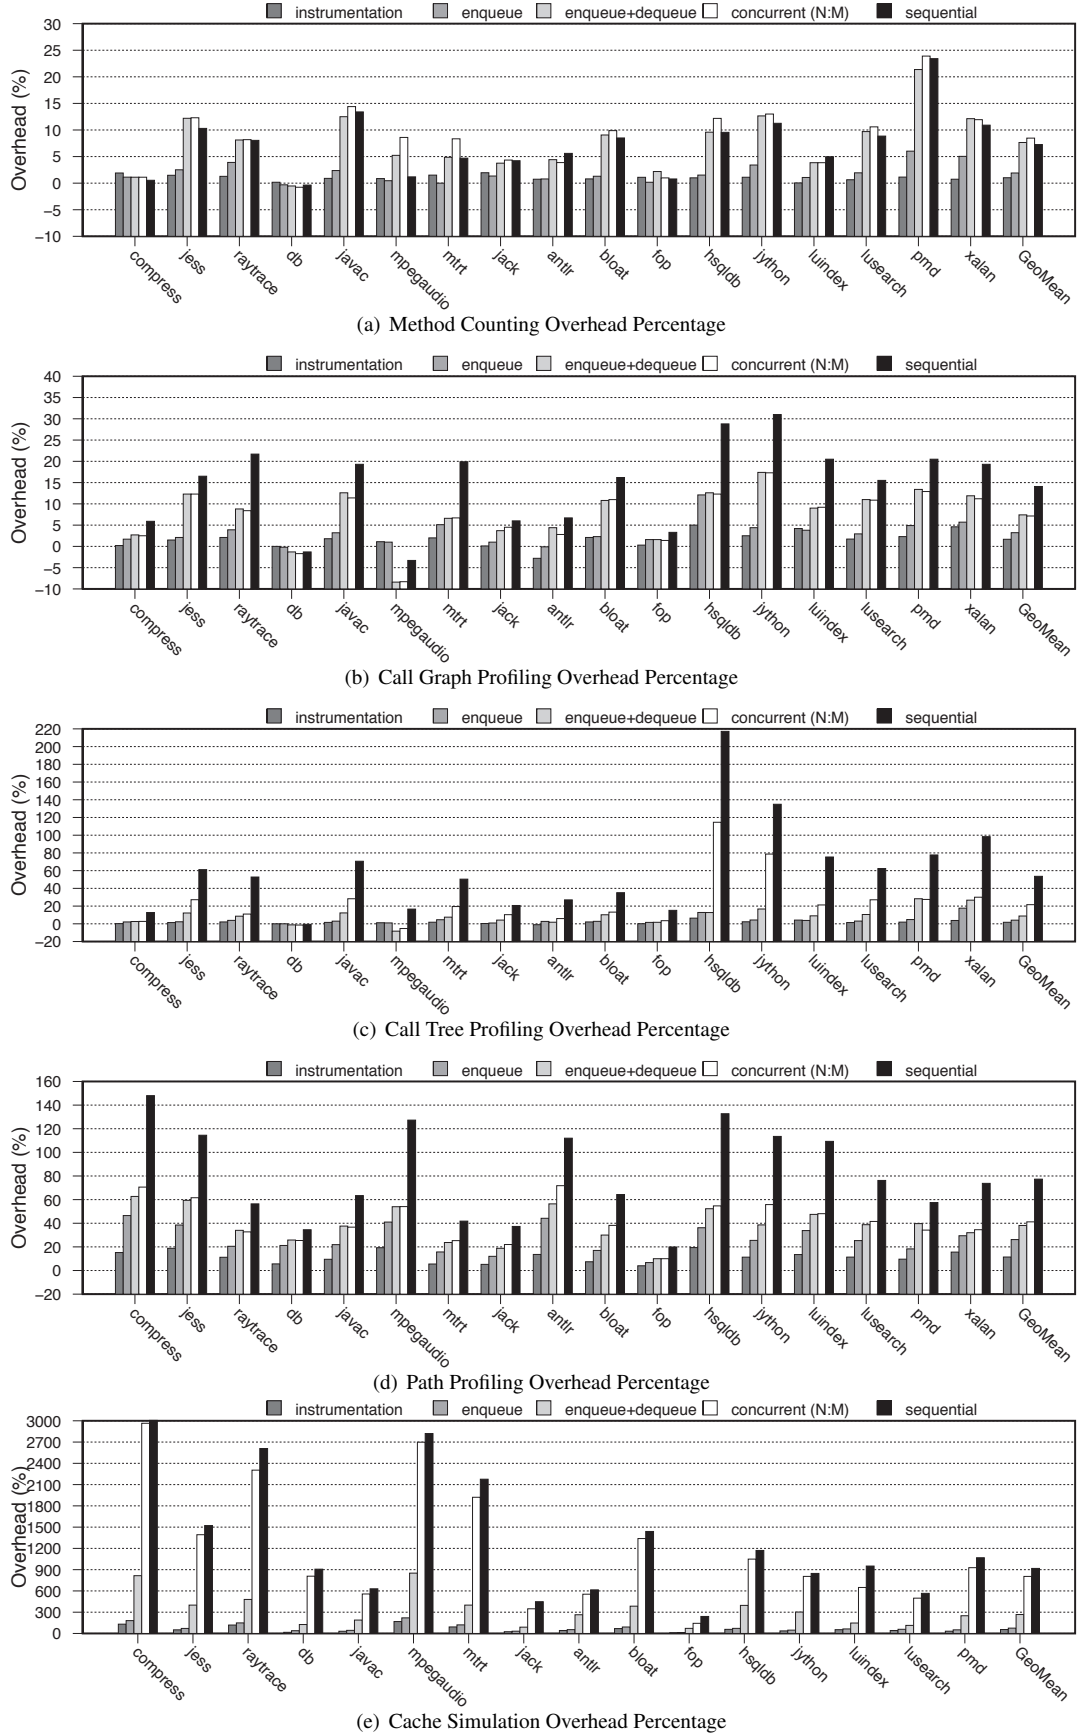 instrumentation enqueue enqueue+dequeue concurrent (N:M) sequential
Overhead (%)
30
25
20
15
10
5
0
−5
−10
compress jess raytrace db javac mpegaudio mtrt jack antlr bloat fop hsqldb jython luindex lusearch pmd xalan GeoMean
(a) Method Counting Overhead Percentage
instrumentation enqueue enqueue+dequeue concurrent (N:M) sequential
Overhead (%)
40
35
30
25
20
15
10
5
0
−5
−10
compress jess raytrace db javac mpegaudio mtrt jack antlr bloat fop hsqldb jython luindex lusearch pmd xalan GeoMean
(b) Call Graph Profiling Overhead Percentage
instrumentation enqueue enqueue+dequeue concurrent (N:M) sequential
Overhead (%)
220
200
180
160
140
120
100
80
60
40
20
0
−20
compress jess raytrace db javac mpegaudio mtrt jack antlr bloat fop hsqldb jython luindex lusearch pmd xalan GeoMean
(c) Call Tree Profiling Overhead Percentage
instrumentation enqueue enqueue+dequeue concurrent (N:M) sequential
Overhead (%)
160
140
120
100
80
60
40
20
0
−20
compress jess raytrace db javac mpegaudio mtrt jack antlr bloat fop hsqldb jython luindex lusearch pmd xalan GeoMean
(d) Path Profiling Overhead Percentage
instrumentation enqueue enqueue+dequeue concurrent (N:M) sequential
Overhead (%)
3000
2700
2400
2100
1800
1500
1200
900
600
300
0
compress jess raytrace db javac mpegaudio mtrt jack antlr bloat fop hsqldb jython luindex lusearch pmd GeoMean
(e) Cache Simulation Overhead Percentage